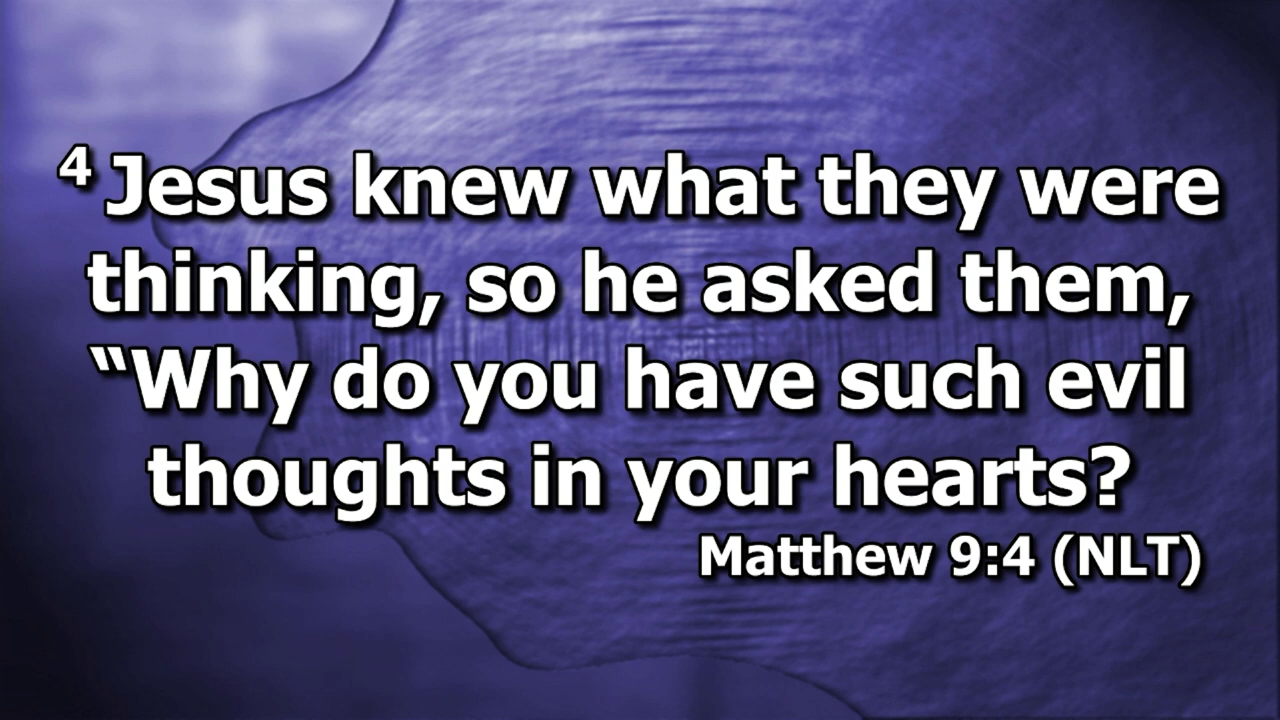 4 Jesus knew what they were
thinking, so he asked them,
“Why do you have such evil
thoughts in your hearts?
Matthew 9:4 (NLT)